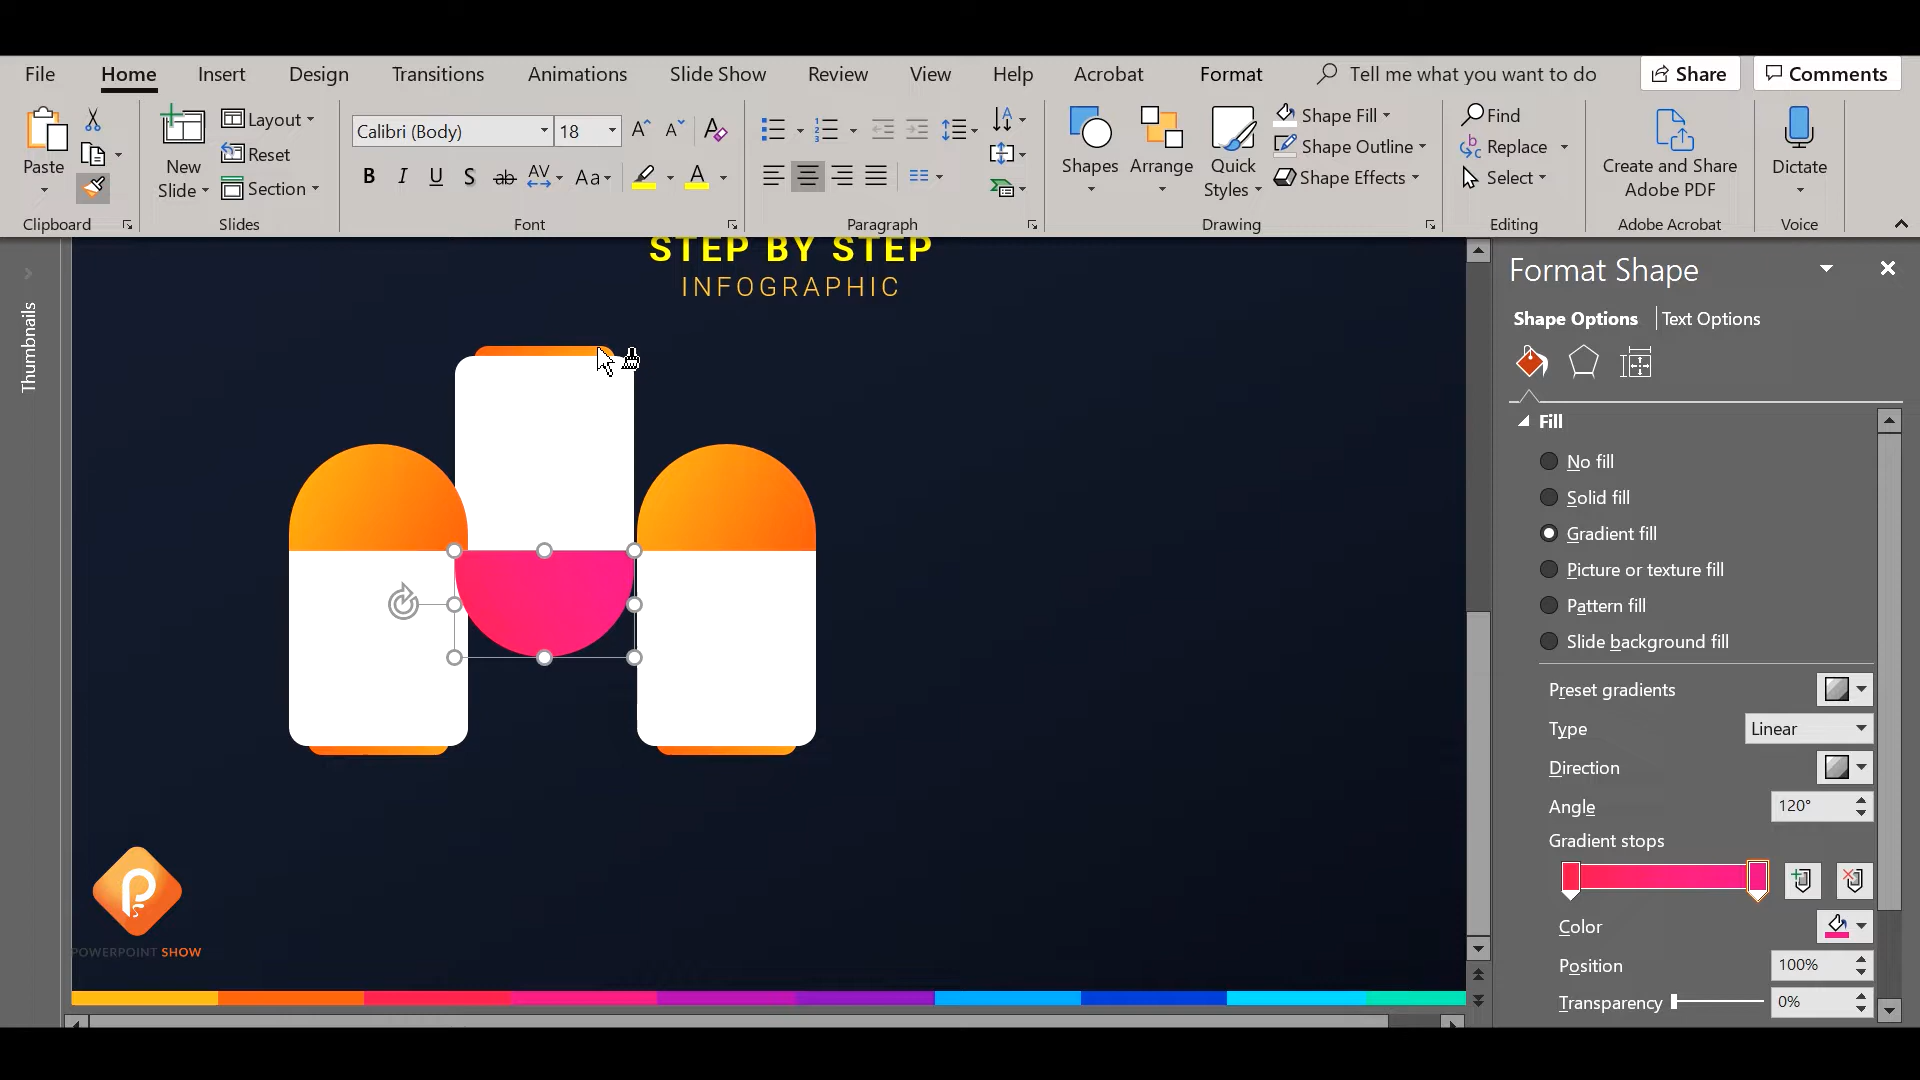 File Home Insert Design Transitions Animations Slide Show Review View Help Acrobat Format Tell me what you want to do Share Comments
Calibri (Body) 18
Paste
New
Slide
Layout
Reset
Section
B I U S ab AV Aa A
Shapes
Arrange
Quick
Styles
Shape Fill
Shape Outline
Shape Effects
Find
Replace
Select
Create and Share
Adobe PDF
Dictate
Clipboard Slides Font Paragraph Drawing Editing Adobe Acrobat Voice
Thumbnails
STEP BY STEP
INFOGRAPHIC
POWERPOINT SHOW
Format Shape
Shape Options Text Options
Fill
No fill
Solid fill
Gradient fill
Picture or texture fill
Pattern fill
Slide background fill
Preset gradients
Type Linear
Direction
Angle 120°
Gradient stops
Color
Position 100%
Transparency 0%